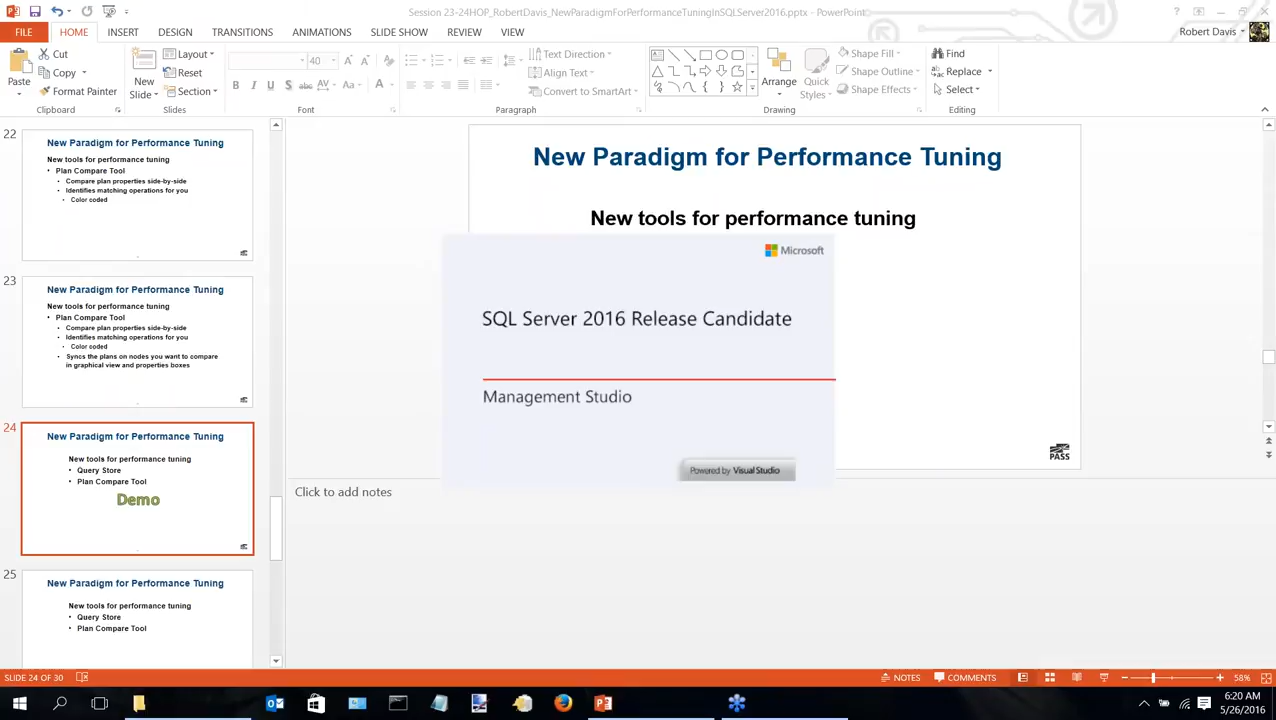 Session 23-24HOP_RobertDavis_NewParadigmForPerformanceTuningInSQLServer2016.pptx - PowerPoint
FILE
HOME
INSERT
DESIGN
TRANSITIONS
ANIMATIONS
SLIDE SHOW
REVIEW
VIEW
Robert Davis
Paste
Cut
Copy
Format Painter
Clipboard
New
Slide
Layout
Reset
Section
Slides
40
B I U S abc AV Aa A
Font
Text Direction
Align Text
Convert to SmartArt
Paragraph
Arrange
Quick
Styles
Shape Fill
Shape Outline
Shape Effects
Drawing
Find
Replace
Select
Editing
22
New Paradigm for Performance Tuning
New tools for performance tuning
• Plan Compare Tool
• Compare plan properties side-by-side
• Identifies matching operations for you
• Color coded
23
New Paradigm for Performance Tuning
New tools for performance tuning
• Plan Compare Tool
• Compare plan properties side-by-side
• Identifies matching operations for you
• Color coded
• Syncs the plans on nodes you want to compare
in graphical view and properties boxes
24
New Paradigm for Performance Tuning
New tools for performance tuning
• Query Store
• Plan Compare Tool
Demo
25
New Paradigm for Performance Tuning
New tools for performance tuning
• Query Store
• Plan Compare Tool
New Paradigm for Performance Tuning
New tools for performance tuning
Microsoft
SQL Server 2016 Release Candidate
Management Studio
Powered by Visual Studio
PASS
Click to add notes
SLIDE 24 OF 30
NOTES
COMMENTS
58%
6:20 AM
5/26/2016